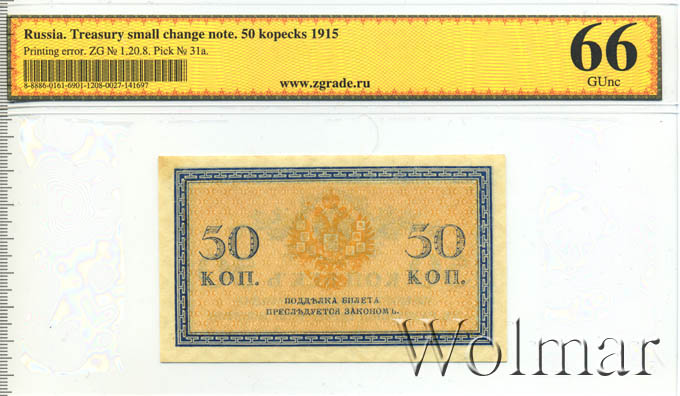 Russia. Treasury small change note. 50 kopecks 1915
Printing error. ZG № 1,20.8. Pick № 31a.
8-8886-0161-6901-1208-0027-141697
www.zgrade.ru
66
GUnc
50 50
КОП. КОП.
ПОДДѢЛКА БИЛЕТА
ПРЕСЛѢДУЕТСЯ ЗАКОНОМЪ.
Wolmar